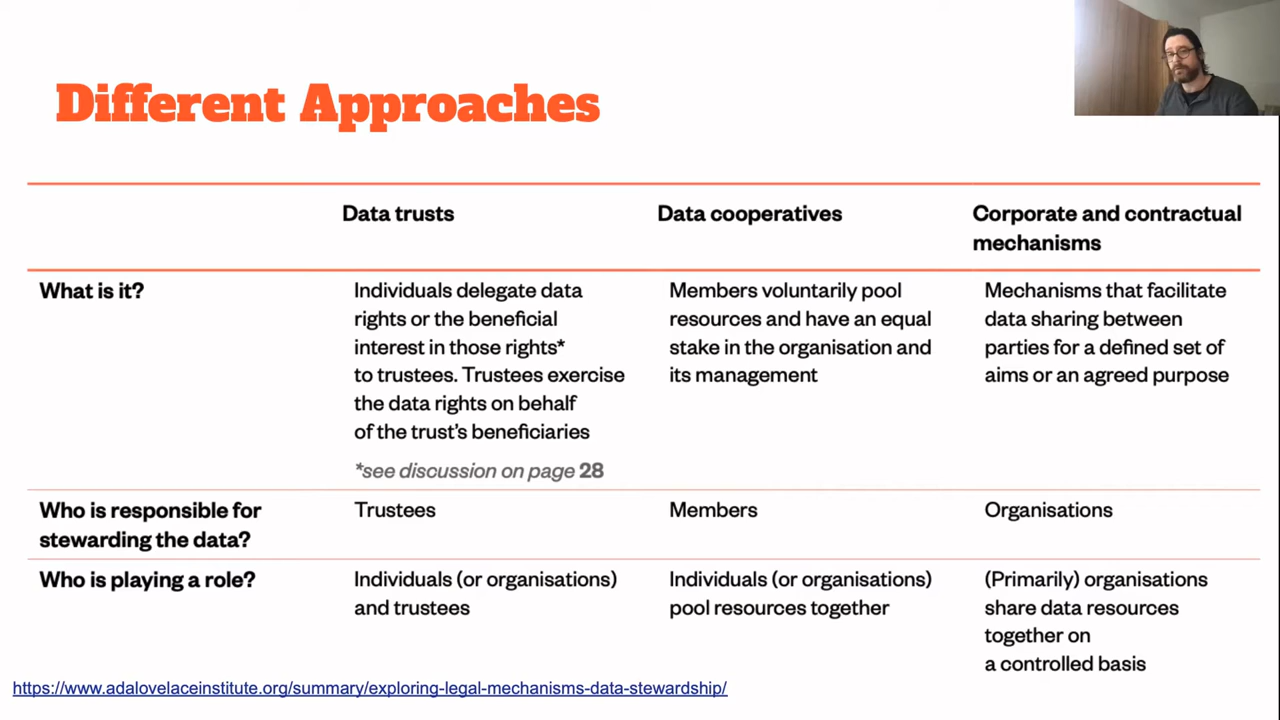 Different Approaches
Data trusts
Data cooperatives
Corporate and contractual
mechanisms
What is it?
Individuals delegate data
rights or the beneficial
interest in those rights*
to trustees. Trustees exercise
the data rights on behalf
of the trust's beneficiaries
*see discussion on page 28
Members voluntarily pool
resources and have an equal
stake in the organisation and
its management
Mechanisms that facilitate
data sharing between
parties for a defined set of
aims or an agreed purpose
Who is responsible for
stewarding the data?
Trustees
Members
Organisations
Who is playing a role?
Individuals (or organisations)
and trustees
Individuals (or organisations)
pool resources together
(Primarily) organisations
share data resources
together on
a controlled basis
https://www.adalovelaceinstitute.org/summary/exploring-legal-mechanisms-data-stewardship/